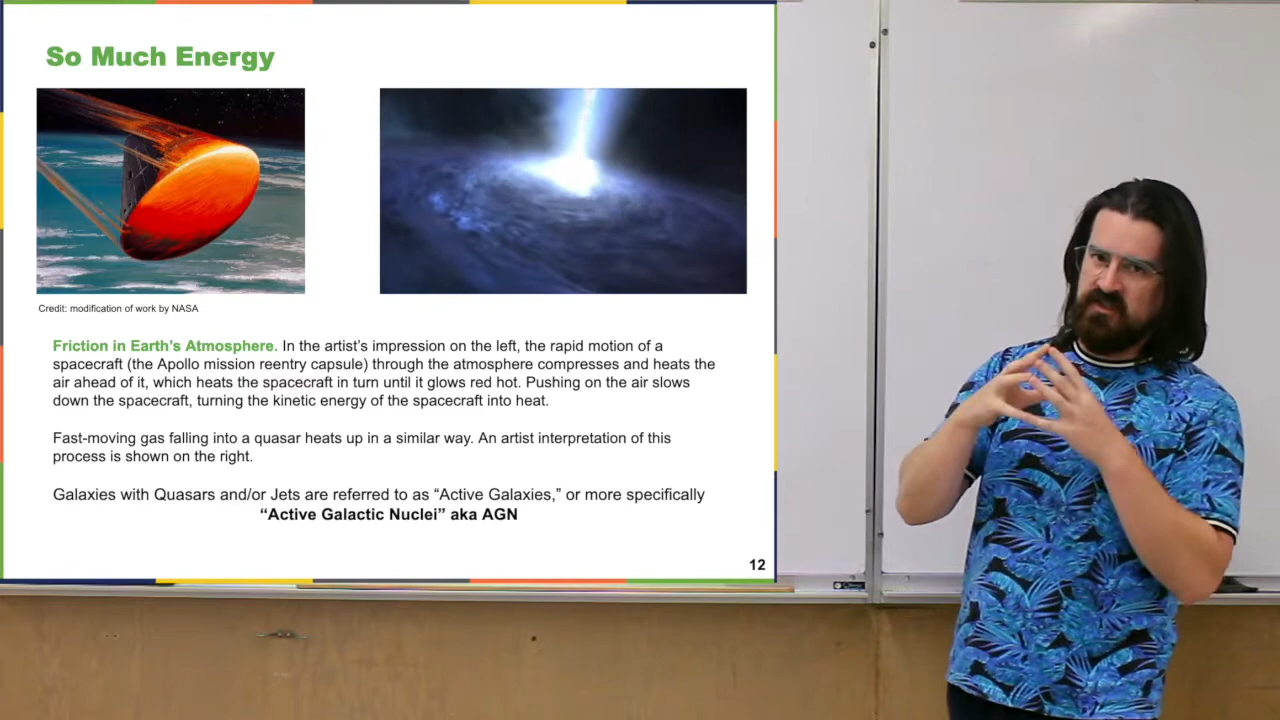 So Much Energy
Credit: modification of work by NASA
Friction in Earth's Atmosphere. In the artist's impression on the left, the rapid motion of a
spacecraft (the Apollo mission reentry capsule) through the atmosphere compresses and heats the
air ahead of it, which heats the spacecraft in turn until it glows red hot. Pushing on the air slows
down the spacecraft, turning the kinetic energy of the spacecraft into heat.
Fast-moving gas falling into a quasar heats up in a similar way. An artist interpretation of this
process is shown on the right.
Galaxies with Quasars and/or Jets are referred to as “Active Galaxies,” or more specifically
“Active Galactic Nuclei” aka AGN
12